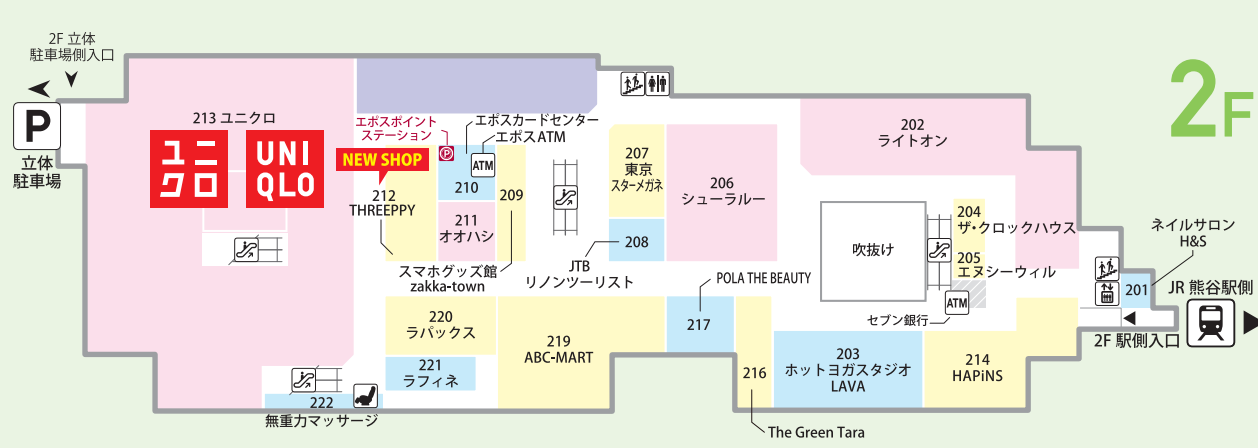 2F 立体
駐車場側入口
P
立体
駐車場
213 ユニクロ
ユニ
クロ
UNI
QLO
エポスポイント
ステーション
P
NEW SHOP
212
THREEPPY
エポスカードセンター
エポス ATM
ATM
210
211
オオハシ
209
スマホグッズ館
zakka-town
207
東京
スターメガネ
208
JTB
リノンツーリスト
206
シューラルー
202
ライトオン
2F
吹抜け
204
ザ・クロックハウス
205
エヌシーウィル
ATM
セブン銀行
ネイルサロン
H&S
201
JR 熊谷駅側
2F 駅側入口
POLA THE BEAUTY
217
220
ラパックス
221
ラフィネ
222
無重力マッサージ
219
ABC-MART
216
The Green Tara
203
ホットヨガスタジオ
LAVA
214
HAPiNS